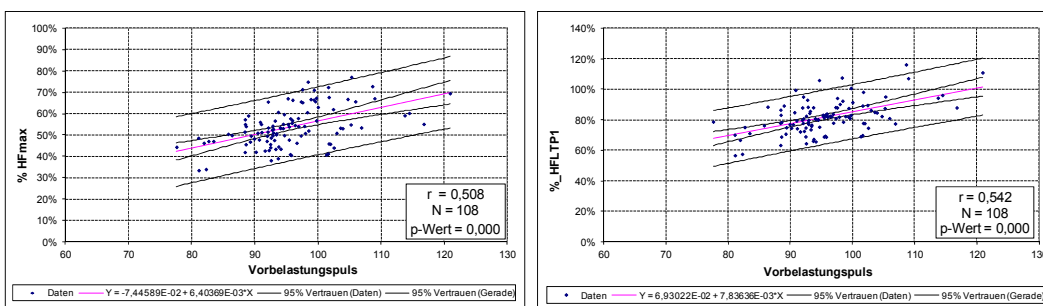 100%
90%
80%
70%
60%
50%
40%
30%
20%
10%
0%
% HFmax
60 70 80 90 100 110 120 130
Vorbelastungspuls
r = 0,508
N = 108
p-Wert = 0,000
Daten Y = -7,44589E-02 + 6,40369E-03*X 95% Vertrauen (Daten) 95% Vertrauen (Gerade)
140%
120%
100%
80%
60%
40%
20%
0%
%_HFLTP1
60 70 80 90 100 110 120 130
Vorbelastungspuls
r = 0,542
N = 108
p-Wert = 0,000
Daten Y = 6,93022E-02 + 7,83636E-03*X 95% Vertrauen (Daten) 95% Vertrauen (Gerade)